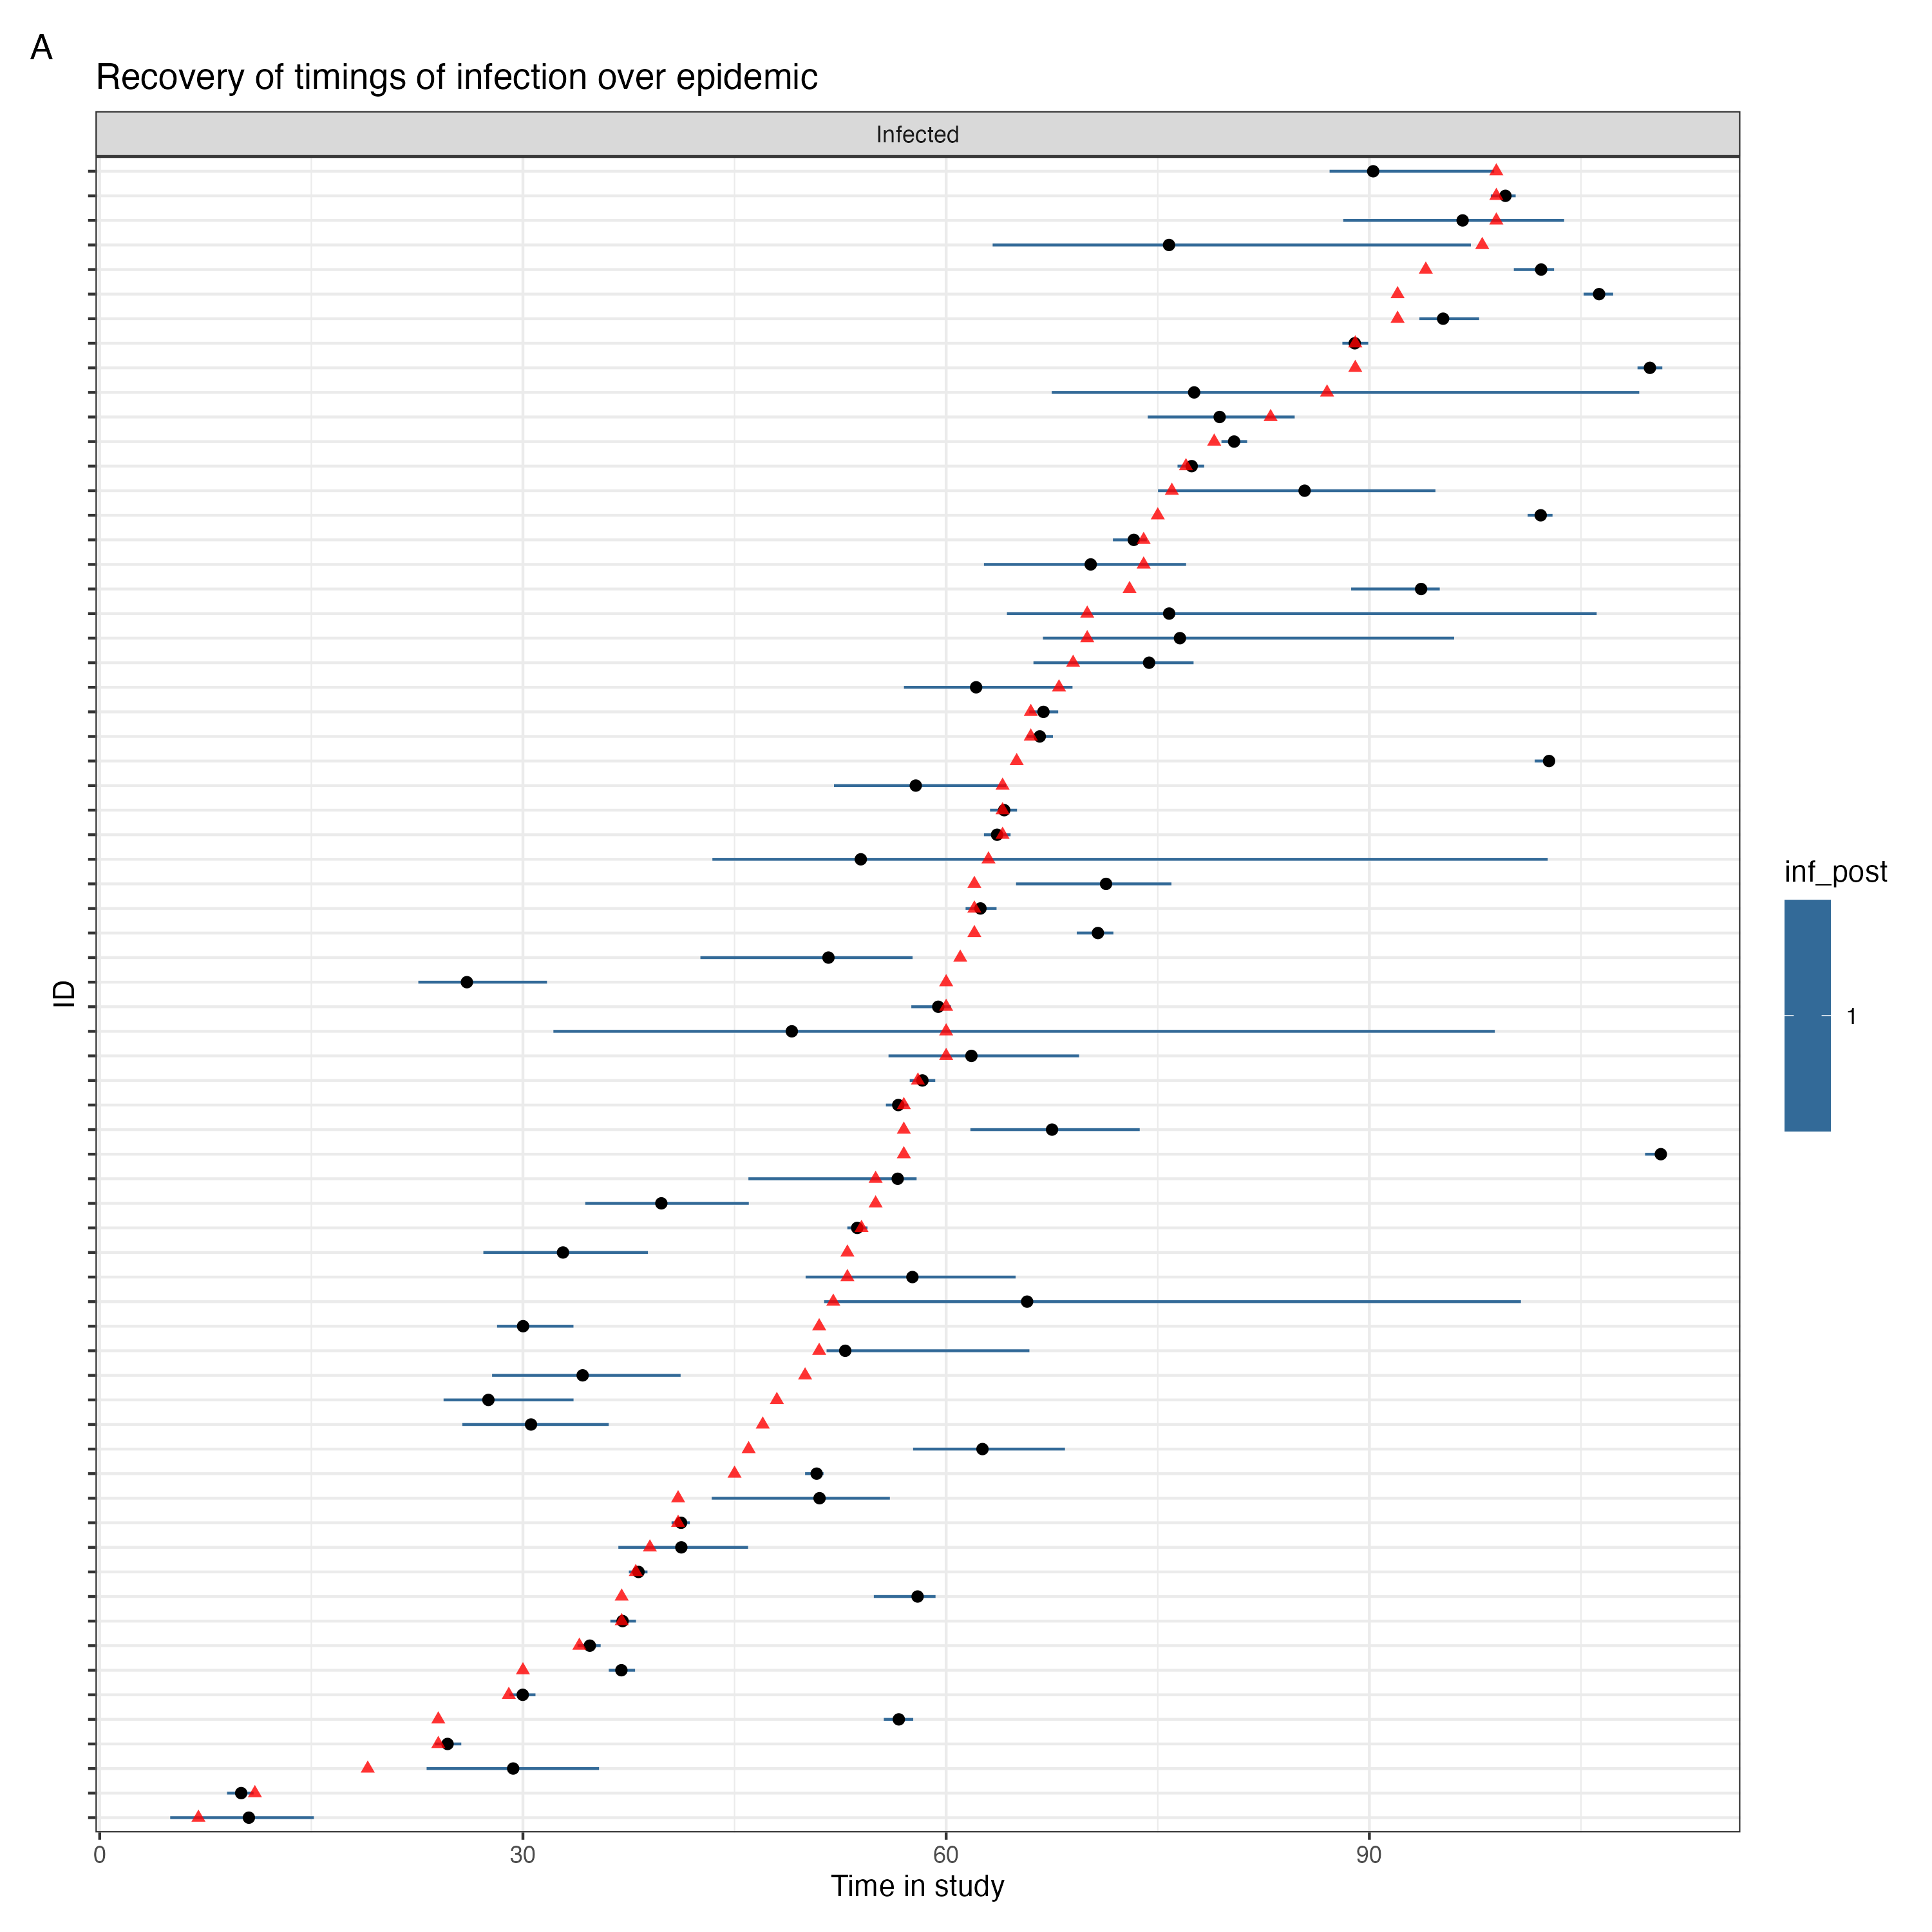 A
Recovery of timings of infection over epidemic
Infected
ID
inf_post
1
0 30 60 90
Time in study